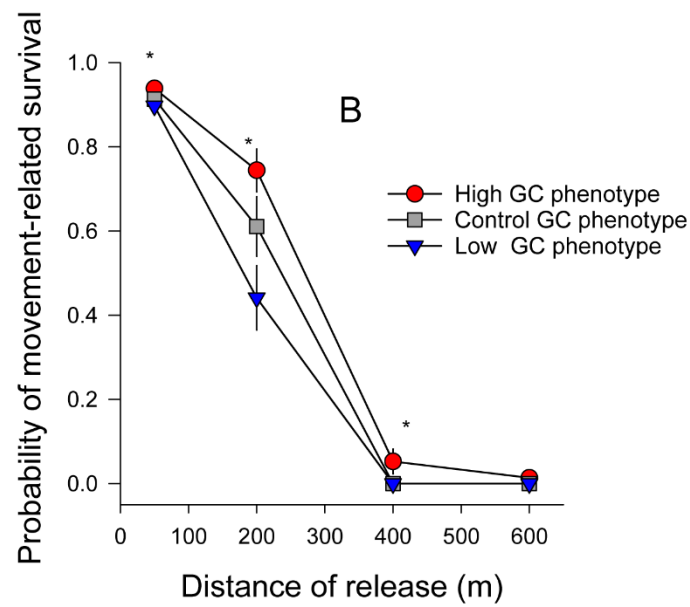 Probability of movement-related survival
*
1.0
B
*
0.8
High GC phenotype
Control GC phenotype
0.6
Low GC phenotype
0.4
0.2
*
0.0
0 100 200 300 400 500 600
Distance of release (m)